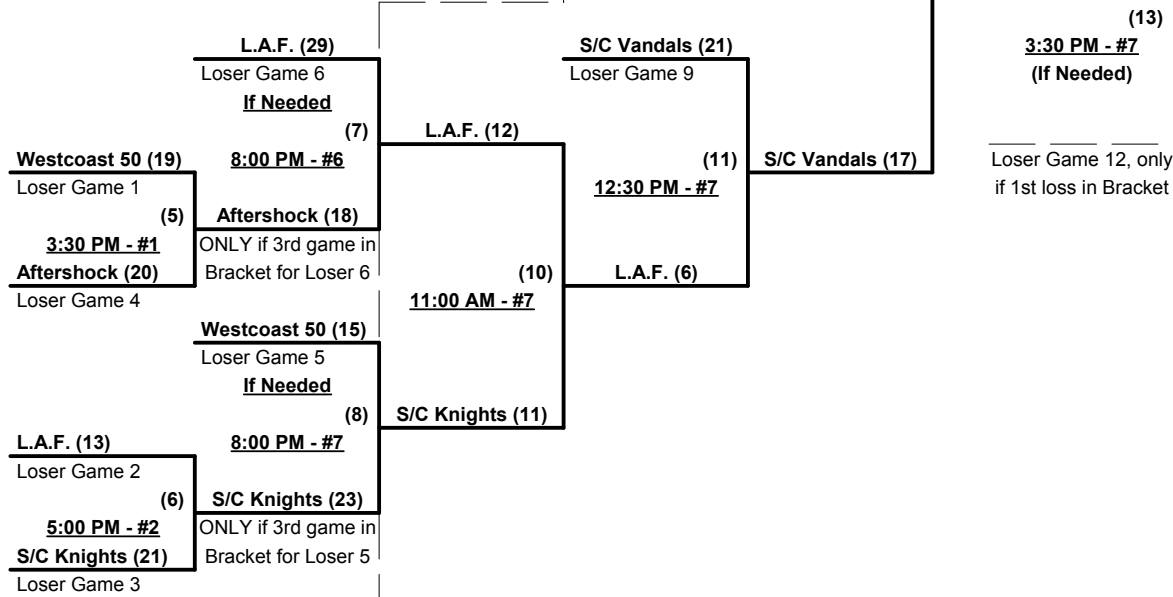 (13)
L.A.F. (29)
S/C Vandals (21)
3:30 PM - #7
Loser Game 6
Loser Game 9
(If Needed)
If Needed
(7)
L.A.F. (12)
Westcoast 50 (19)
8:00 PM - #6
(11)
S/C Vandals (17)
Loser Game 12, only
Loser Game 1
12:30 PM - #7
if 1st loss in Bracket
(5)
Aftershock (18)
3:30 PM - #1
ONLY if 3rd game in
Aftershock (20)
Bracket for Loser 6
(10)
L.A.F. (6)
Loser Game 4
11:00 AM - #7
Westcoast 50 (15)
Loser Game 5
If Needed
(8)
S/C Knights (11)
L.A.F. (13)
8:00 PM - #7
Loser Game 2
(6)
S/C Knights (23)
5:00 PM - #2
ONLY if 3rd game in
S/C Knights (21)
Bracket for Loser 5
Loser Game 3